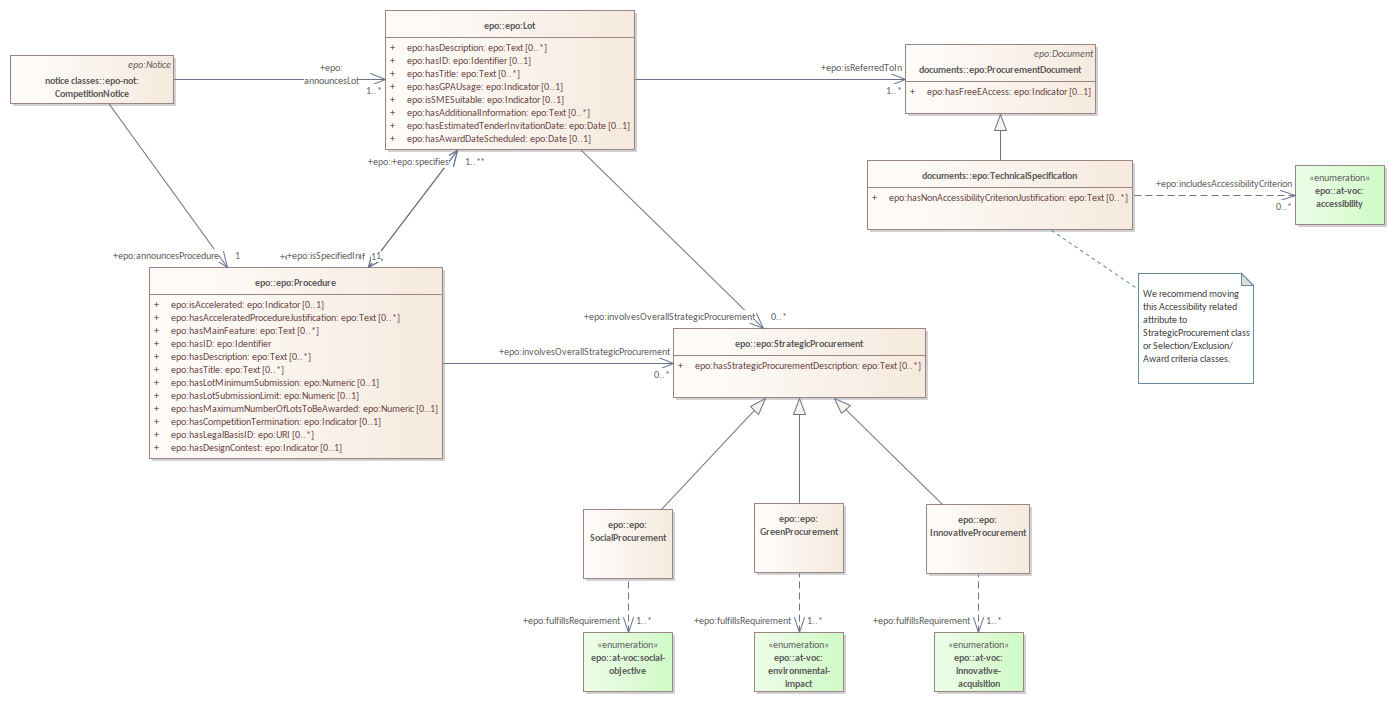 epo:Notice
notice classes::epo-not:
CompetitionNotice
+epo:
announcesLot
1..*
epo::epo:Lot
+ epo:hasDescription: epo:Text [0..*]
+ epo:hasID: epo:Identifier [0..1]
+ epo:hasTitle: epo:Text [0..*]
+ epo:hasGPAUsage: epo:Indicator [0..1]
+ epo:isSMESuitable: epo:Indicator [0..1]
+ epo:hasAdditionalInformation: epo:Text [0..*]
+ epo:hasEstimatedTenderInvitationDate: epo:Date [0..1]
+ epo:hasAwardDateScheduled: epo:Date [0..1]
+epo:isReferredToIn
1..*
epo:Document
documents::epo:ProcurementDocument
+ epo:hasFreeEAccess: epo:Indicator [0..1]
documents::epo:TechnicalSpecification
+ epo:hasNonAccessibilityCriterionJustification: epo:Text [0..*]
+epo:includesAccessibilityCriterion
0..*
«enumeration»
epo::at-voc:
accessibility
We recommend moving
this Accessibility related
attribute to
StrategicProcurement class
or Selection/Exclusion/
Award criteria classes.
+epo:+epo:specifies
1..**
+epo:announcesProcedure
1
+epo:isSpecifiedIn
epo::epo:Procedure
+ epo:isAccelerated: epo:Indicator [0..1]
+ epo:hasAcceleratedProcedureJustification: epo:Text [0..*]
+ epo:hasMainFeature: epo:Text [0..*]
+ epo:hasID: epo:Identifier
+ epo:hasDescription: epo:Text [0..*]
+ epo:hasTitle: epo:Text [0..*]
+ epo:hasLotMinimumSubmission: epo:Numeric [0..1]
+ epo:hasLotSubmissionLimit: epo:Numeric [0..1]
+ epo:hasMaximumNumberOfLotsToBeAwarded: epo:Numeric [0..1]
+ epo:hasCompetitionTermination: epo:Indicator [0..1]
+ epo:hasLegalBasisID: epo:URI [0..*]
+ epo:hasDesignContest: epo:Indicator [0..1]
+epo:involvesOverallStrategicProcurement
0..*
+epo:involvesOverallStrategicProcurement
0..*
epo::epo:StrategicProcurement
+ epo:hasStrategicProcurementDescription: epo:Text [0..*]
epo::epo:
SocialProcurement
epo::epo:
GreenProcurement
epo::epo:
InnovativeProcurement
+epo:fulfillsRequirement
1..*
+epo:fulfillsRequirement
1..*
+epo:fulfillsRequirement
1..*
«enumeration»
epo::at-voc:social-
objective
«enumeration»
epo::at-voc:
environmental-
impact
«enumeration»
epo::at-voc:
innovative-
acquisition